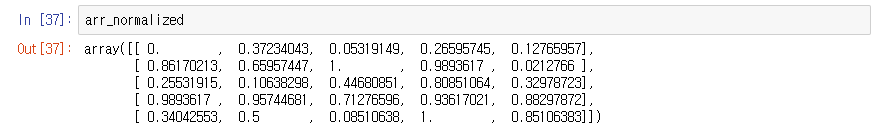 In [37]: arr_normalized
Out[37]: array([[ 0.        ,  0.37234043,  0.05319149,  0.26595745,  0.12765957],
       [ 0.86170213,  0.65957447,  1.        ,  0.9893617 ,  0.0212766 ],
       [ 0.25531915,  0.10638298,  0.44680851,  0.80851064,  0.32978723],
       [ 0.9893617 ,  0.95744681,  0.71276596,  0.93617021,  0.88297872],
       [ 0.34042553,  0.5       ,  0.08510638,  1.        ,  0.85106383]])